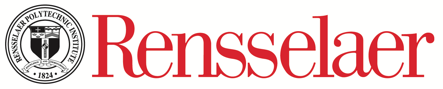 RENSSELAER POLYTECHNIC INSTITUTE
• 1824 •
Rensselaer